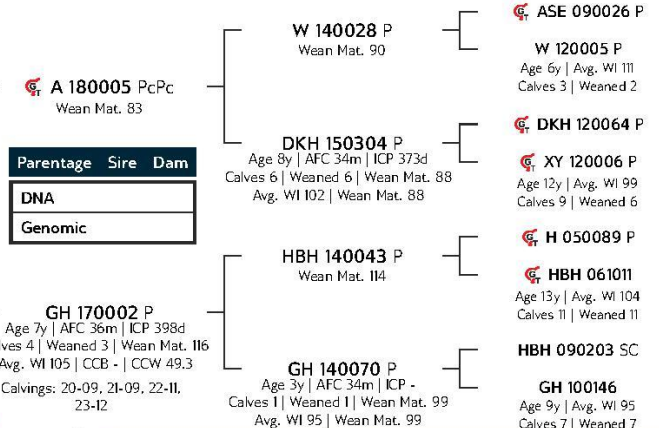 A 180005 PcPc
Wean Mat. 83
Parentage Sire Dam
DNA
Genomic
GH 170002 P
Age 7y | AFC 36m | ICP 398d
ves 4 | Weaned 3 | Wean Mat. 116
Avg. WI 105 | CCB - | CCW 49.3
Calvings: 20-09, 21-09, 22-11,
23-12
W 140028 P
Wean Mat. 90
DKH 150304 P
Age 8y | AFC 34m | ICP 373d
Calves 6 | Weaned 6 | Wean Mat. 88
Avg. WI 102 | Wean Mat. 88
HBH 140043 P
Wean Mat. 114
GH 140070 P
Age 3y | AFC 34m | ICP -
Calves 1 | Weaned 1 | Wean Mat. 99
Avg. WI 95 | Wean Mat. 99
GT ASE 090026 P
W 120005 P
Age 6y | Avg. WI 111
Calves 3 | Weaned 2
GT DKH 120064 P
GT XY 120006 P
Age 12y | Avg. WI 99
Calves 9 | Weaned 6
GT H 050089 P
GT HBH 061011
Age 13y | Avg. WI 104
Calves 11 | Weaned 11
HBH 090203 SC
GH 100146
Age 9y | Avg. WI 95
Calves 7 | Weaned 7